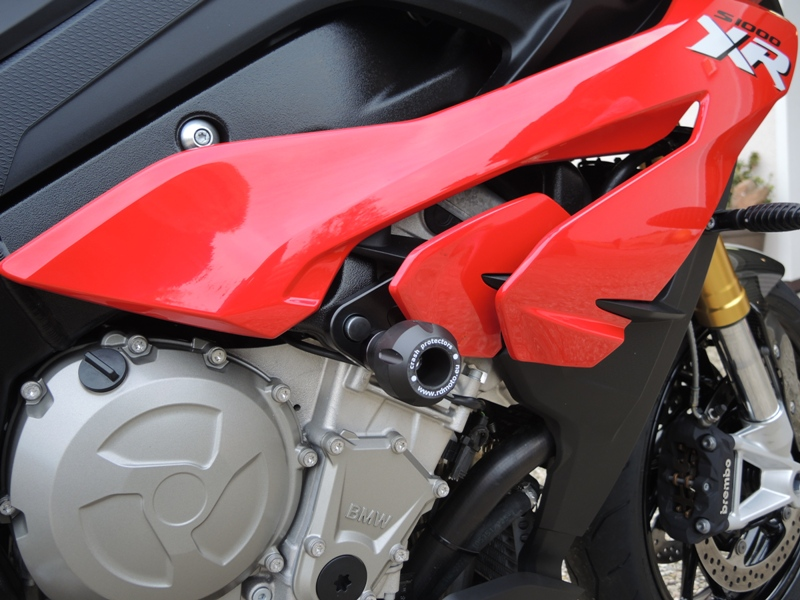 S1000
XR
crash protectors
www.rdmoto.eu
BMW
brembo